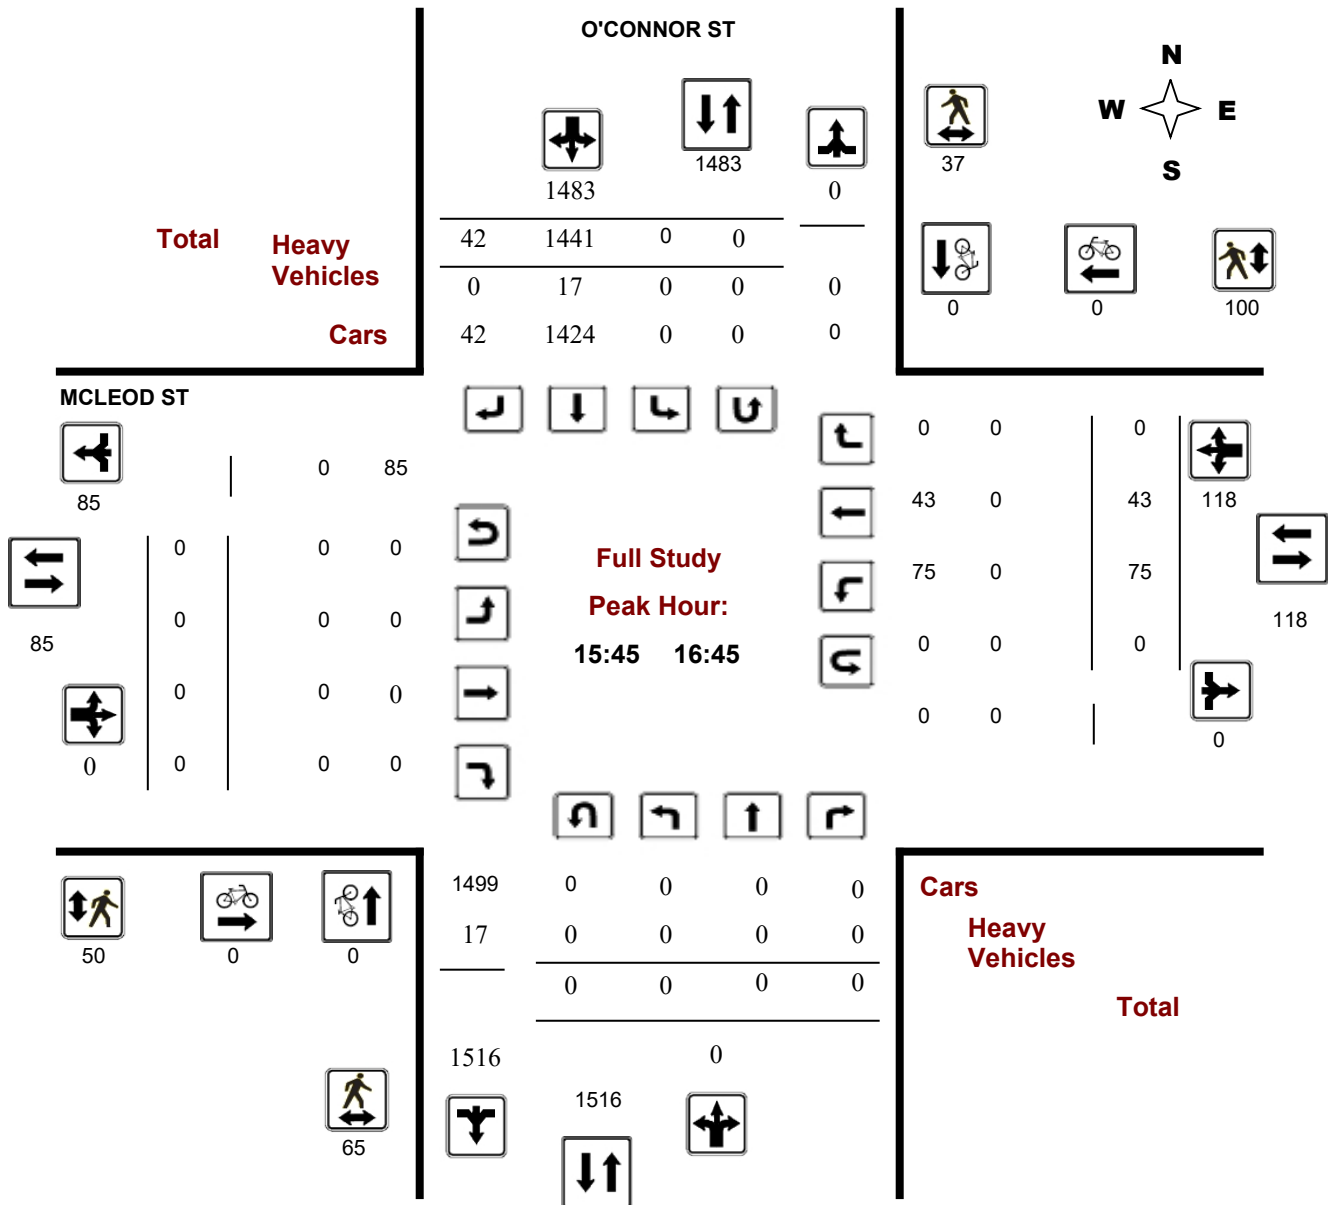 O'CONNOR ST
N
W E
S
1483
37
1483 0
Total Heavy
Vehicles
42 1441 0 0
0 17 0 0 0
0 0 100
Cars 42 1424 0 0 0
MCLEOD ST
0 0 0
0 85
85
43 0 43 118
0 0 0
Full Study
75 0 75
0 0 0
Peak Hour:
118
85
15:45 16:45
0 0 0
0 0 0
0 0
0
0 0 0 0
1499 0 0 0 0
Cars
17 0 0 0 0
Heavy
Vehicles
50 0 0
0 0 0 0
Total
1516 0
1516
65